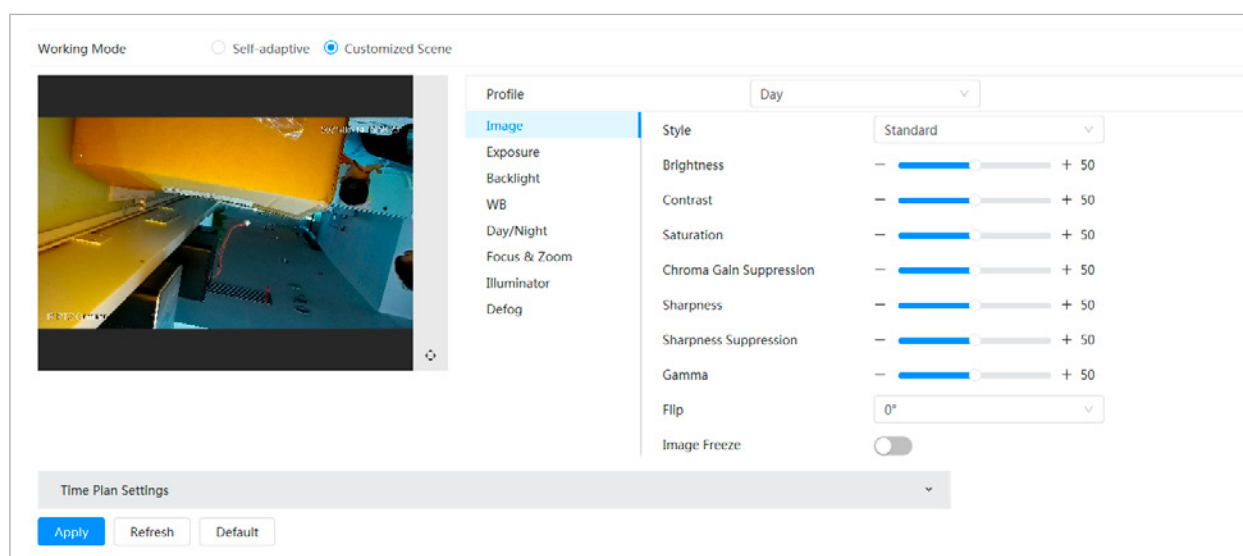 Working Mode Self-adaptive Customized Scene
Profile Day
Image
Exposure
Backlight
WB
Day/Night
Focus & Zoom
Illuminator
Defog
Style Standard
Brightness − + 50
Contrast − + 50
Saturation − + 50
Chroma Gain Suppression − + 50
Sharpness − + 50
Sharpness Suppression − + 50
Gamma − + 50
Flip 0°
Image Freeze
Time Plan Settings
Apply Refresh Default